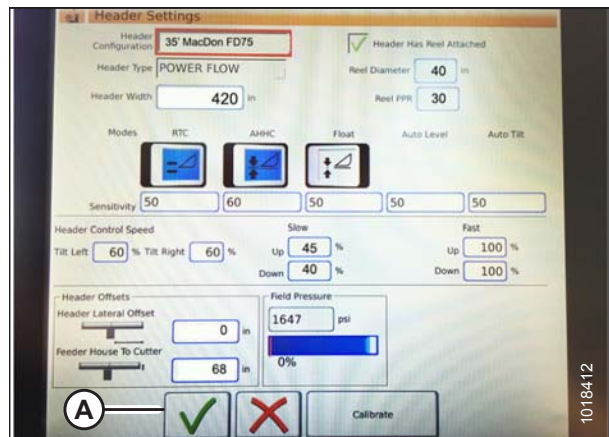 Header Settings
Header Configuration 35' MacDon FD75
Header Has Reel Attached
Header Type POWER FLOW
Reel Diameter 40 in
Header Width 420 in
Reel PPR 30
Modes RTC AHHC Float Auto Level Auto Tilt
Sensitivity 50 60 50 50 50
Header Control Speed Slow Fast
Tilt Left 60 % Tilt Right 60 % Up 45 % Up 100 %
Down 40 % Down 100 %
Header Offsets Field Pressure
Header Lateral Offset 0 in 1647 psi
Feeder House To Cutter 68 in 0%
A Calibrate
1018412